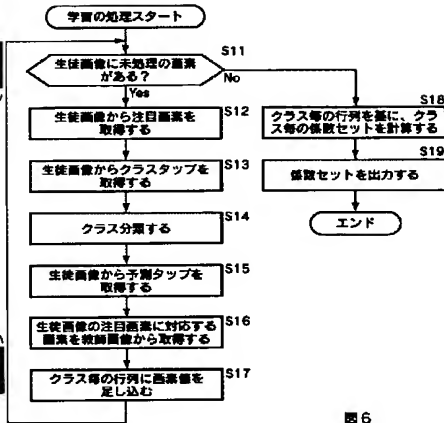 学習の処理スタート
S11
生徒画像に未処理の画素
がある？
No
Yes
S12
生徒画像から注目画素を
取得する
S13
生徒画像からクラスタップを
取得する
S14
クラス分類する
S15
生徒画像から予測タップを
取得する
S16
生徒画像の注目画素に対応する
画素を教師画像から取得する
S17
クラス毎の行列に画素値を
足し込む
S18
クラス毎の行列を基に、クラ
ス毎の係数セットを計算する
S19
係数セットを出力する
エンド
図6